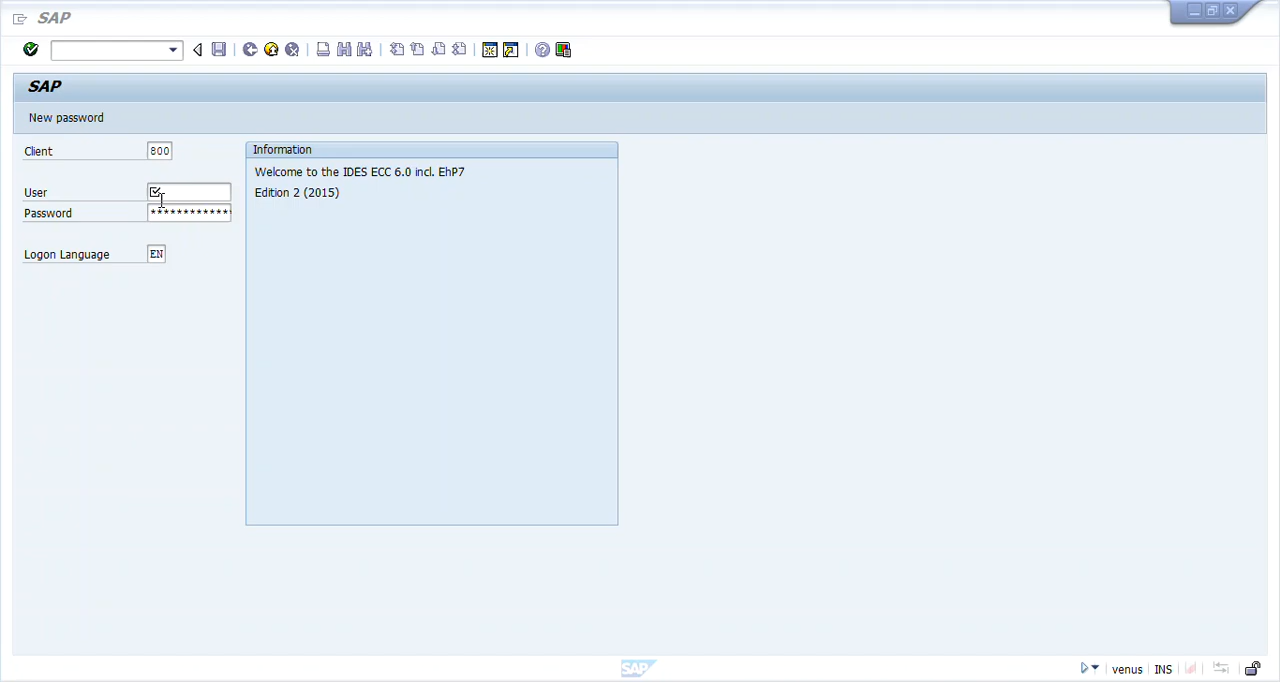 SAP
SAP
New password
Client 800
User
Password ************
Logon Language EN
Information
Welcome to the IDES ECC 6.0 incl. EhP7
Edition 2 (2015)
SAP
venus INS